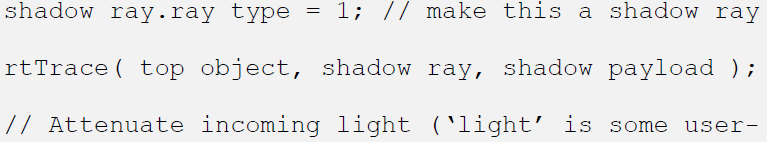 shadow ray.ray type = 1; // make this a shadow ray
rtTrace( top object, shadow ray, shadow payload );
// Attenuate incoming light (‘light’ is some user-